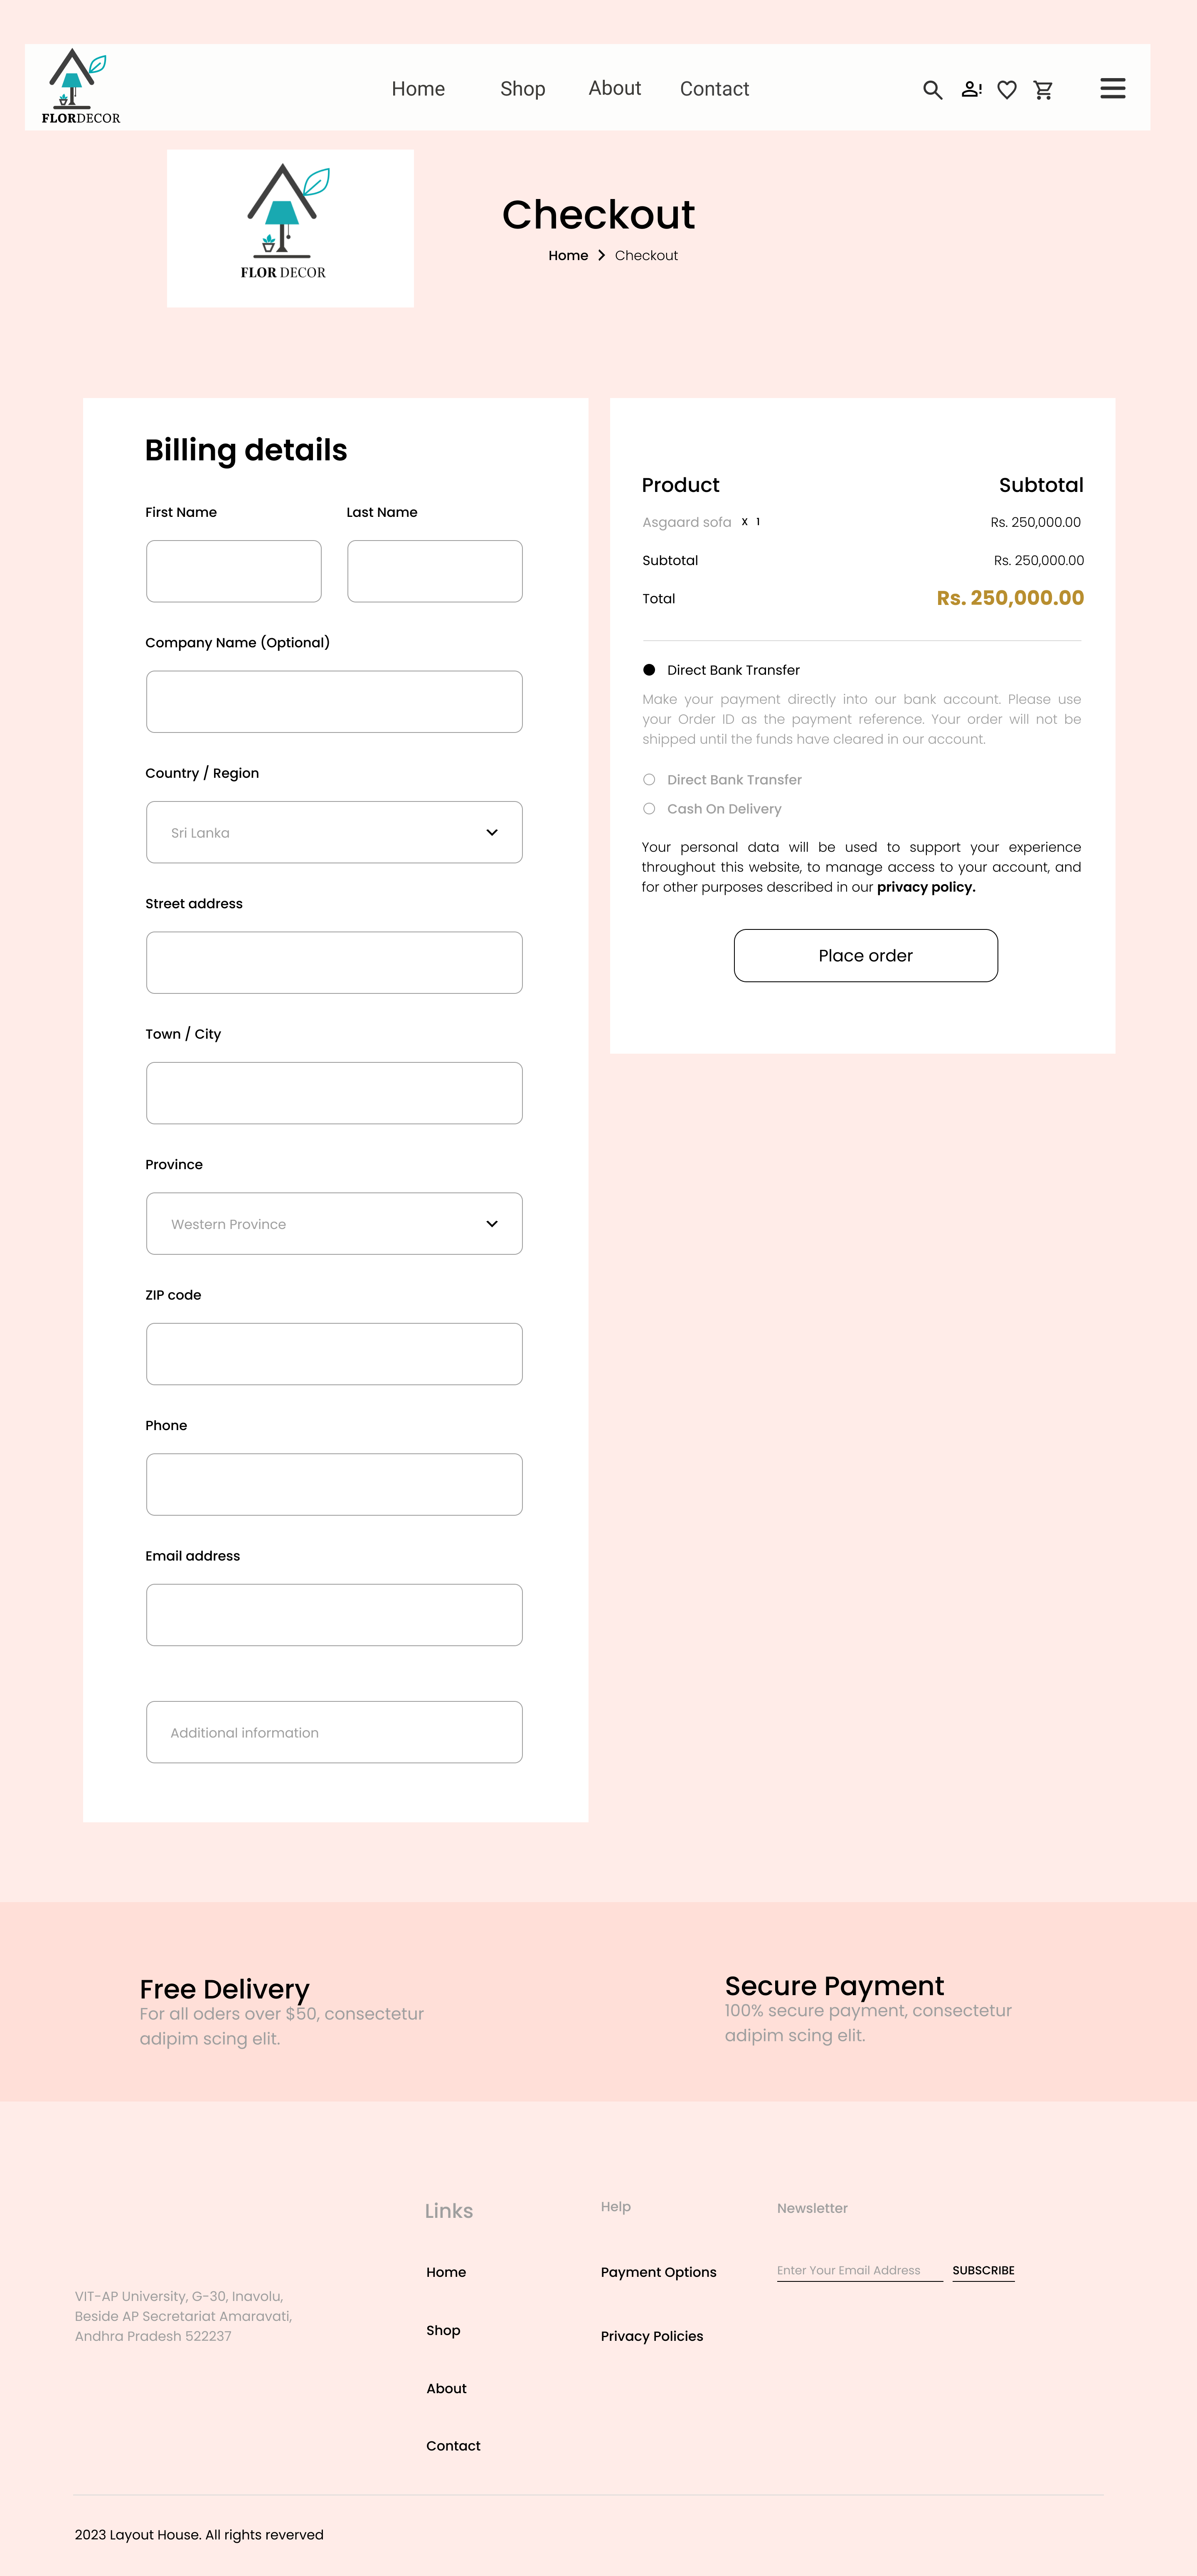 FLORDECOR
Home Shop About Contact
FLOR DECOR
Checkout
Home Checkout
Billing details
First Name Last Name
Company Name (Optional)
Country / Region
Sri Lanka
Street address
Town / City
Province
Western Province
ZIP code
Phone
Email address
Additional information
Product Subtotal
Asgaard sofa X 1 Rs. 250,000.00
Subtotal Rs. 250,000.00
Total Rs. 250,000.00
Direct Bank Transfer
Make your payment directly into our bank account. Please use
your Order ID as the payment reference. Your order will not be
shipped until the funds have cleared in our account.
Direct Bank Transfer
Cash On Delivery
Your personal data will be used to support your experience
throughout this website, to manage access to your account, and
for other purposes described in our privacy policy.
Place order
Free Delivery
For all oders over $50, consectetur
adipim scing elit.
Secure Payment
100% secure payment, consectetur
adipim scing elit.
VIT-AP University, G-30, Inavolu,
Beside AP Secretariat Amaravati,
Andhra Pradesh 522237
Links
Home
Shop
About
Contact
Help
Payment Options
Privacy Policies
Newsletter
Enter Your Email Address SUBSCRIBE
2023 Layout House. All rights reverved